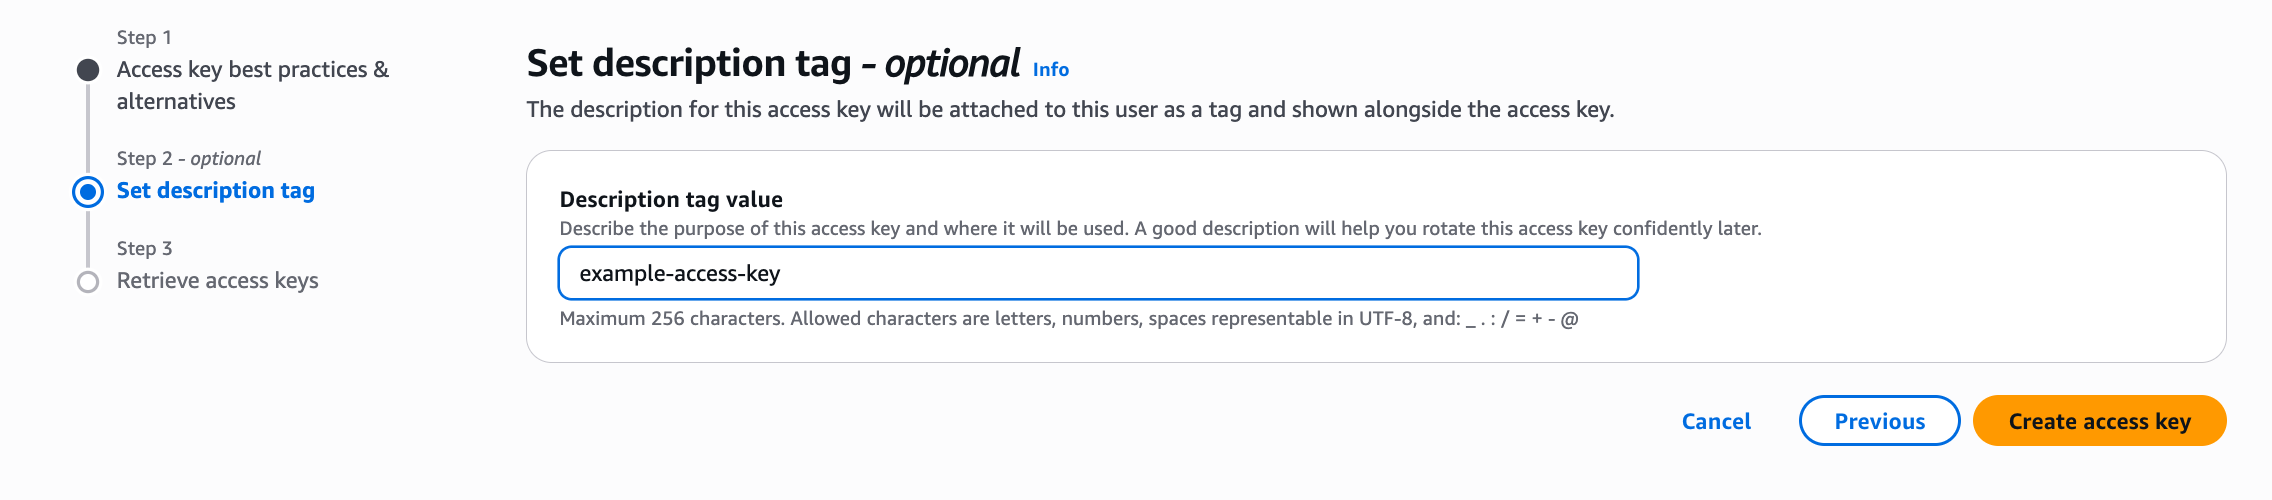 Step 1
Access key best practices &
alternatives
Step 2 - optional
Set description tag
Step 3
Retrieve access keys
Set description tag - optional Info
The description for this access key will be attached to this user as a tag and shown alongside the access key.
Description tag value
Describe the purpose of this access key and where it will be used. A good description will help you rotate this access key confidently later.
example-access-key
Maximum 256 characters. Allowed characters are letters, numbers, spaces representable in UTF-8, and: _ . : / = + - @
Cancel Previous Create access key